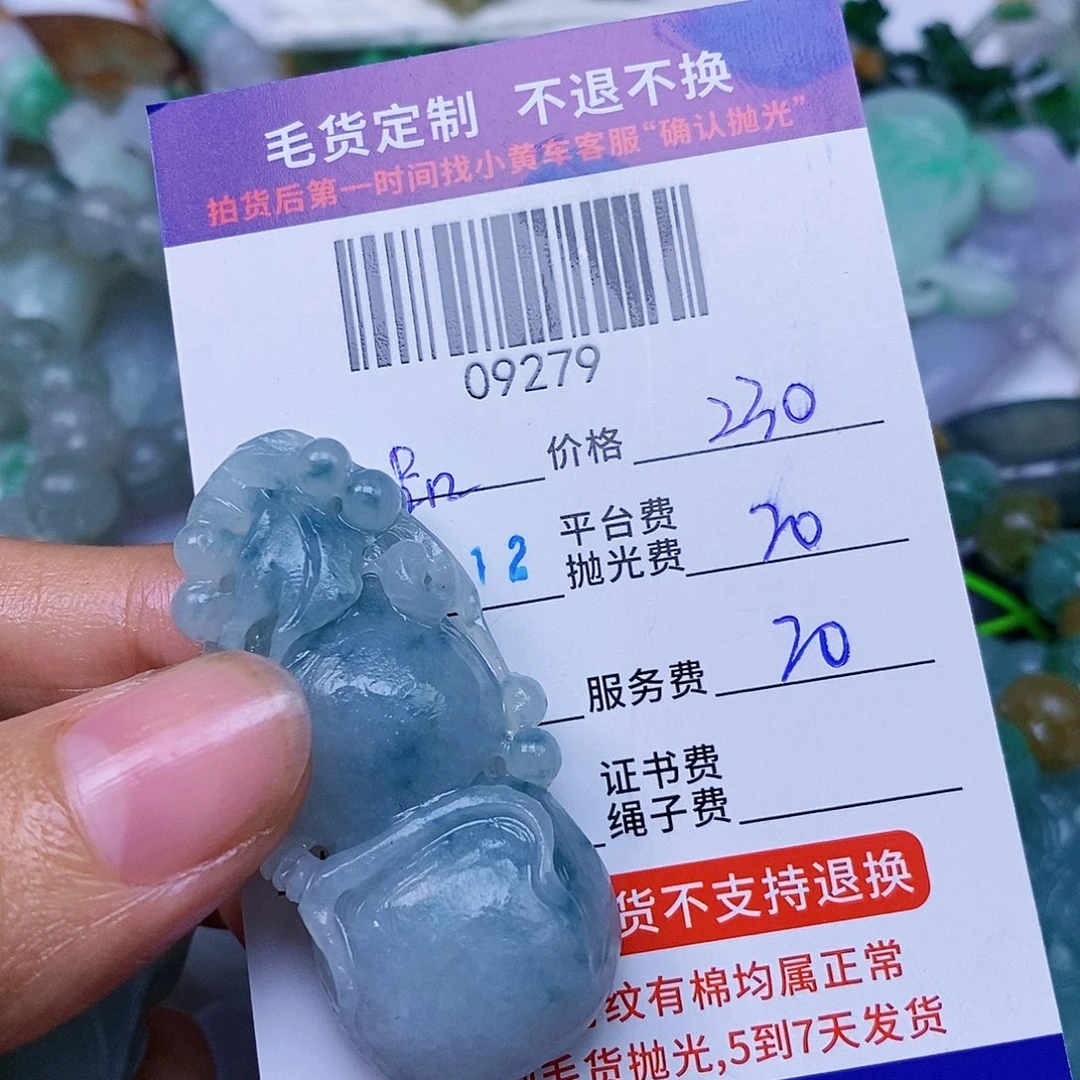 毛货定制 不退不换
拍货后第一时间找小黄车客服“确认抛光”
09279
价格 230
12 平台费 抛光费 20
服务费 20
证书费
绳子费
货不支持退换
纹有棉均属正常
毛货抛光,5到7天发货